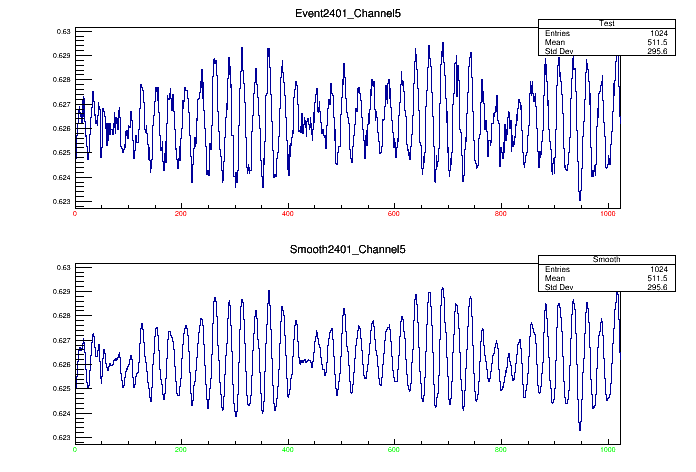 Event2401_Channel5
Test
Entries 1024
Mean 511.5
Std Dev 295.6
0.63
0.629
0.628
0.627
0.626
0.625
0.624
0.623
0 200 400 600 800 1000
Smooth2401_Channel5
Smooth
Entries 1024
Mean 511.5
Std Dev 295.6
0.63
0.629
0.628
0.627
0.626
0.625
0.624
0.623
0 200 400 600 800 1000